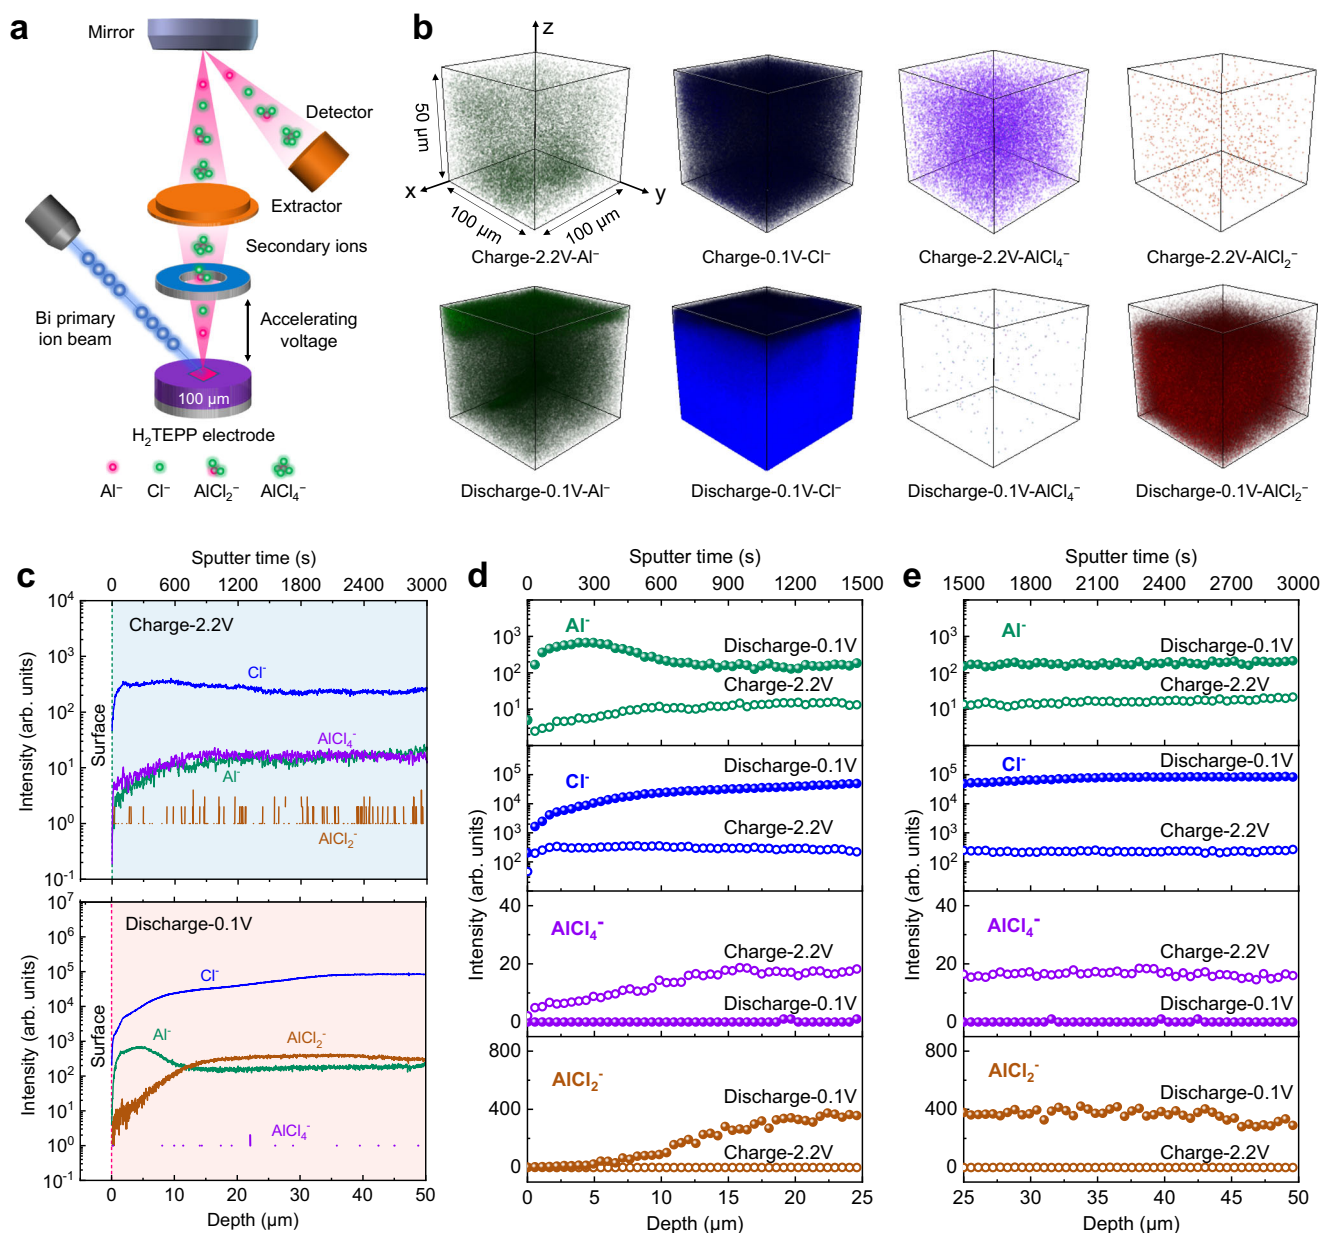 a
Mirror
Detector
Extractor
Secondary ions
Bi primary
ion beam
Accelerating
voltage
100 µm
H₂TEPP electrode
Al⁻ Cl⁻ AlCl₂⁻ AlCl₄⁻
b
z
50 µm
x
y
100 µm
100 µm
Charge-2.2V-Al⁻
Charge-0.1V-Cl⁻
Charge-2.2V-AlCl₄⁻
Charge-2.2V-AlCl₂⁻
Discharge-0.1V-Al⁻
Discharge-0.1V-Cl⁻
Discharge-0.1V-AlCl₄⁻
Discharge-0.1V-AlCl₂⁻
c
Sputter time (s)
0 600 1200 1800 2400 3000
Charge-2.2V
Intensity (arb. units)
10⁴
10³
10²
10¹
10⁰
10⁻¹
Surface
Cl⁻
AlCl₄⁻
Al⁻
AlCl₂⁻
Discharge-0.1V
Intensity (arb. units)
10⁷
10⁶
10⁵
10⁴
10³
10²
10¹
10⁰
10⁻¹
Surface
Cl⁻
Al⁻
AlCl₂⁻
AlCl₄⁻
0 10 20 30 40 50
Depth (µm)
d
Sputter time (s)
0 300 600 900 1200 1500
Intensity (arb. units)
10³
10²
10¹
Al⁻
Discharge-0.1V
Charge-2.2V
10⁵
10⁴
10³
10²
Cl⁻
Discharge-0.1V
Charge-2.2V
40
20
0
AlCl₄⁻
Charge-2.2V
Discharge-0.1V
800
400
0
AlCl₂⁻
Discharge-0.1V
Charge-2.2V
0 5 10 15 20 25
Depth (µm)
e
Sputter time (s)
1500 1800 2100 2400 2700 3000
Intensity (arb. units)
10³
10²
10¹
Al⁻
Discharge-0.1V
Charge-2.2V
10⁵
10⁴
10³
10²
Cl⁻
Discharge-0.1V
Charge-2.2V
40
20
0
AlCl₄⁻
Charge-2.2V
Discharge-0.1V
800
400
0
AlCl₂⁻
Discharge-0.1V
Charge-2.2V
25 30 35 40 45 50
Depth (µm)